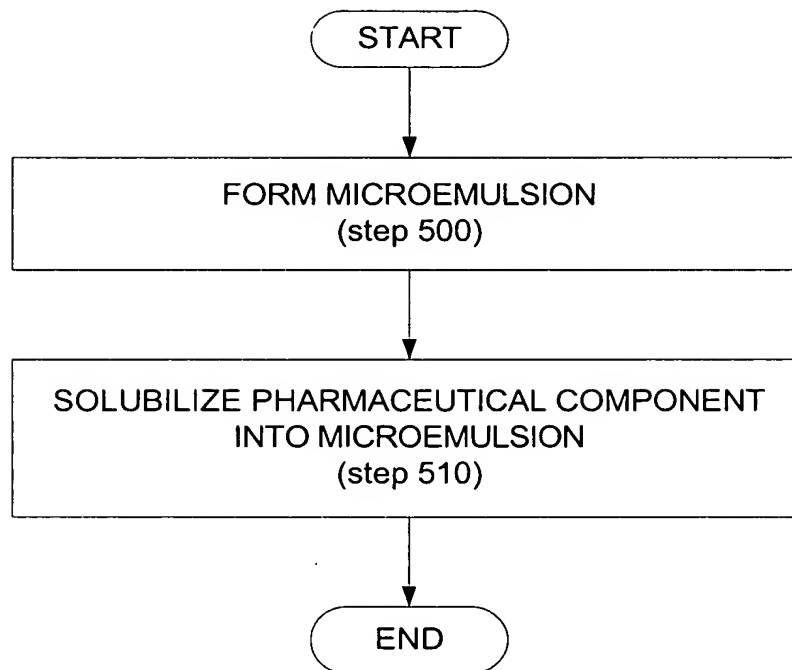 START
FORM MICROEMULSION
(step 500)
SOLUBILIZE PHARMACEUTICAL COMPONENT
INTO MICROEMULSION
(step 510)
END